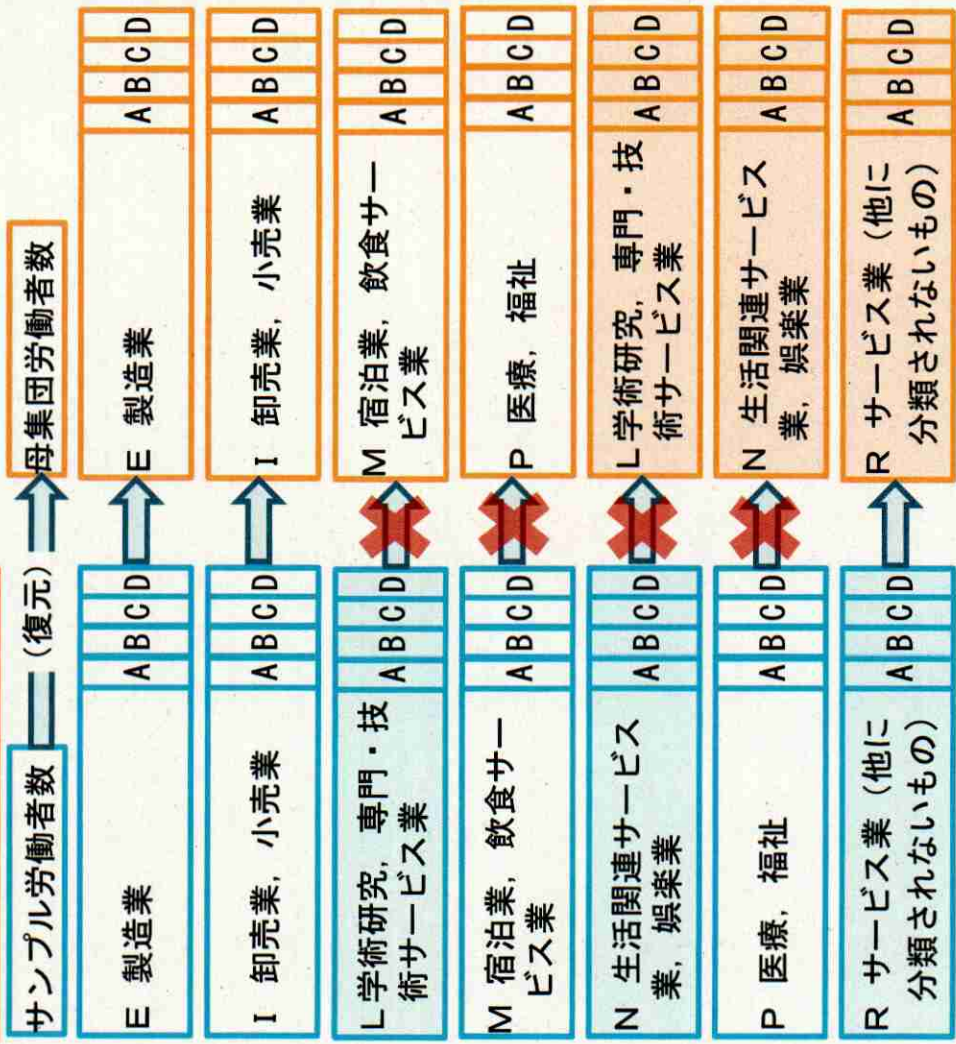 サンプル労働者数
(復元)
母集団労働者数
E 製造業
A B C D
E 製造業
A B C D
I 卸売業，小売業
A B C D
I 卸売業，小売業
A B C D
L 学術研究，専門・技
術サービス業
A B C D
M 宿泊業，飲食サー
ビス業
A B C D
M 宿泊業，飲食サー
ビス業
A B C D
P 医療，福祉
A B C D
N 生活関連サービス
業，娯楽業
A B C D
L 学術研究，専門・技
術サービス業
A B C D
P 医療，福祉
A B C D
N 生活関連サービス
業，娯楽業
A B C D
R サービス業（他に
分類されないもの）
A B C D
R サービス業（他に
分類されないもの）
A B C D